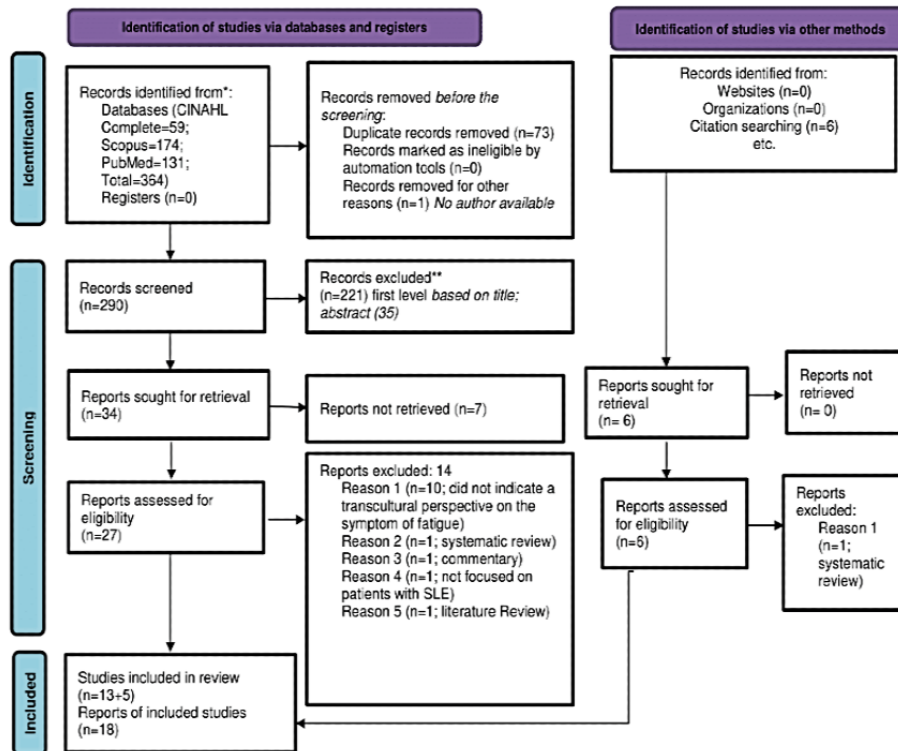 Identification of studies via databases and registers
Identification of studies via other methods
Identification
Records identified from*:
Databases (CINAHL
Complete=59;
Scopus=174;
PubMed=131;
Total=364)
Registers (n=0)
Records removed before the
screening:
Duplicate records removed (n=73)
Records marked as ineligible by
automation tools (n=0)
Records removed for other
reasons (n=1) No author available
Records identified from:
Websites (n=0)
Organizations (n=0)
Citation searching (n=6)
etc.
Screening
Records screened
(n=290)
Records excluded**
(n=221) first level based on title;
abstract (35)
Reports sought for retrieval
(n=34)
Reports not retrieved (n=7)
Reports sought for
retrieval
(n= 6)
Reports not
retrieved
(n= 0)
Reports assessed for
eligibility
(n=27)
Reports excluded: 14
Reason 1 (n=10; did not indicate a
transcultural perspective on the
symptom of fatigue)
Reason 2 (n=1; systematic review)
Reason 3 (n=1; commentary)
Reason 4 (n=1; not focused on
patients with SLE)
Reason 5 (n=1; literature Review)
Reports assessed for
eligibility
(n=6)
Reports
excluded:
Reason 1
(n=1;
systematic
review)
Included
Studies included in review
(n=13+5)
Reports of included studies
(n=18)